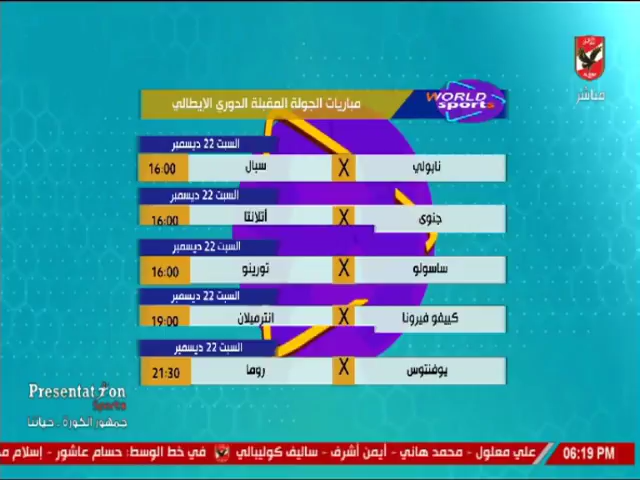 مباريات الجولة المقبلة الدوري الإيطالي
WORLD
sports
مباشر
السبت 22 ديسمبر
نابولي X سبال 16:00
السبت 22 ديسمبر
جنوى X أتلانتا 16:00
السبت 22 ديسمبر
ساسولو X تورينو 16:00
السبت 22 ديسمبر
كييفو فيرونا X انترميلان 19:00
السبت 22 ديسمبر
يوفنتوس X روما 21:30
Presentation
Sports
جمهور الكورة .. حياتنا
علي معلول - محمد هاني - أيمن أشرف - ساليف كوليبالي في خط الوسط: حسام عاشور - إسلام م
06:19 PM